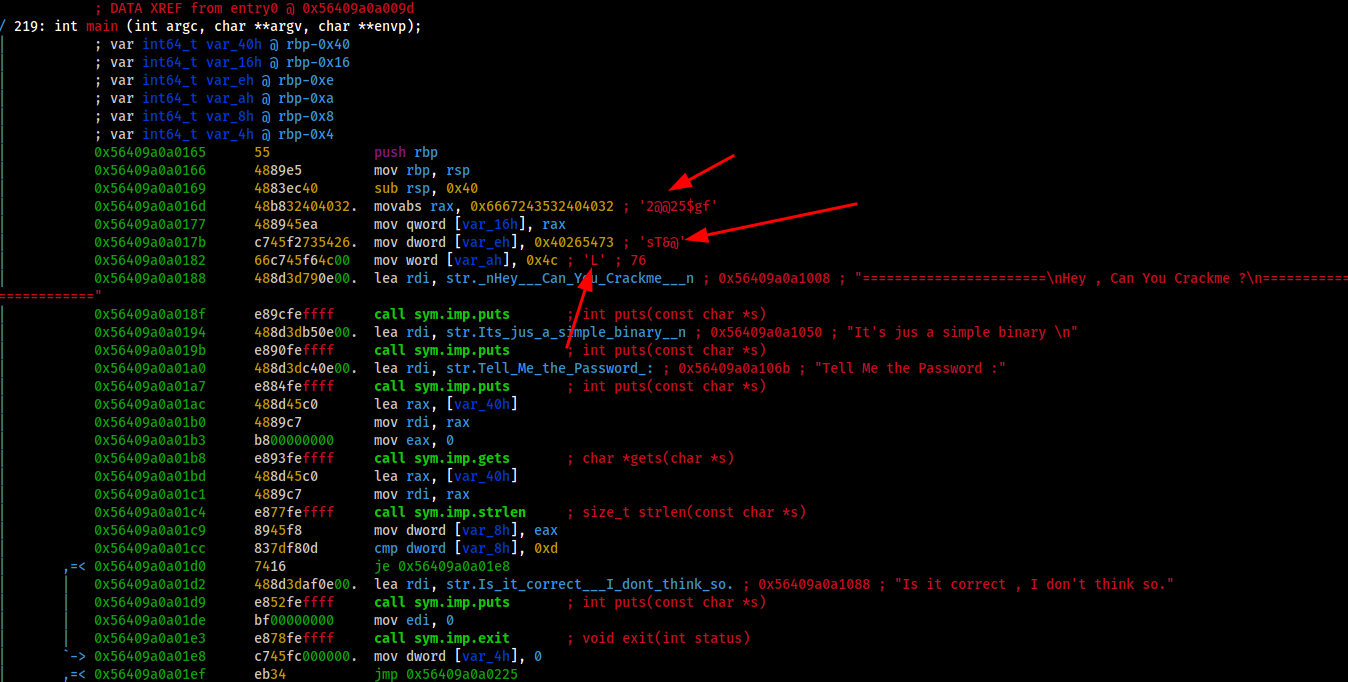 ; DATA XREF from entry0 @ 0x56409a0a009d
/ 219: int main (int argc, char **argv, char **envp);
; var int64_t var_40h @ rbp-0x40
; var int64_t var_16h @ rbp-0x16
; var int64_t var_eh @ rbp-0xe
; var int64_t var_ah @ rbp-0xa
; var int64_t var_8h @ rbp-0x8
; var int64_t var_4h @ rbp-0x4
0x56409a0a0165 55 push rbp
0x56409a0a0166 4889e5 mov rbp, rsp
0x56409a0a0169 4883ec40 sub rsp, 0x40
0x56409a0a016d 48b832404032. movabs rax, 0x6667243532404032 ; '2@@25$gf'
0x56409a0a0177 488945ea mov qword [var_16h], rax
0x56409a0a017b c745f2735426. mov dword [var_eh], 0x40265473 ; 'sT&@'
0x56409a0a0182 66c745f64c00 mov word [var_ah], 0x4c ; 'L' ; 76
0x56409a0a0188 488d3d790e00. lea rdi, str._nHey___Can_You_Crackme___n ; 0x56409a0a1008 ; "=======================\nHey , Can You Crackme ?\n===========
============"
0x56409a0a018f e89cfeffff call sym.imp.puts ; int puts(const char *s)
0x56409a0a0194 488d3db50e00. lea rdi, str.Its_jus_a_simple_binary__n ; 0x56409a0a1050 ; "It's jus a simple binary \n"
0x56409a0a019b e890feffff call sym.imp.puts ; int puts(const char *s)
0x56409a0a01a0 488d3dc40e00. lea rdi, str.Tell_Me_the_Password_: ; 0x56409a0a106b ; "Tell Me the Password :"
0x56409a0a01a7 e884feffff call sym.imp.puts ; int puts(const char *s)
0x56409a0a01ac 488d45c0 lea rax, [var_40h]
0x56409a0a01b0 4889c7 mov rdi, rax
0x56409a0a01b3 b800000000 mov eax, 0
0x56409a0a01b8 e893feffff call sym.imp.gets ; char *gets(char *s)
0x56409a0a01bd 488d45c0 lea rax, [var_40h]
0x56409a0a01c1 4889c7 mov rdi, rax
0x56409a0a01c4 e877feffff call sym.imp.strlen ; size_t strlen(const char *s)
0x56409a0a01c9 8945f8 mov dword [var_8h], eax
0x56409a0a01cc 837df80d cmp dword [var_8h], 0xd
,=< 0x56409a0a01d0 7416 je 0x56409a0a01e8
| 0x56409a0a01d2 488d3daf0e00. lea rdi, str.Is_it_correct___I_dont_think_so. ; 0x56409a0a1088 ; "Is it correct , I don't think so."
| 0x56409a0a01d9 e852feffff call sym.imp.puts ; int puts(const char *s)
| 0x56409a0a01de bf00000000 mov edi, 0
| 0x56409a0a01e3 e878feffff call sym.imp.exit ; void exit(int status)
`-> 0x56409a0a01e8 c745fc000000. mov dword [var_4h], 0
,=< 0x56409a0a01ef eb34 jmp 0x56409a0a0225